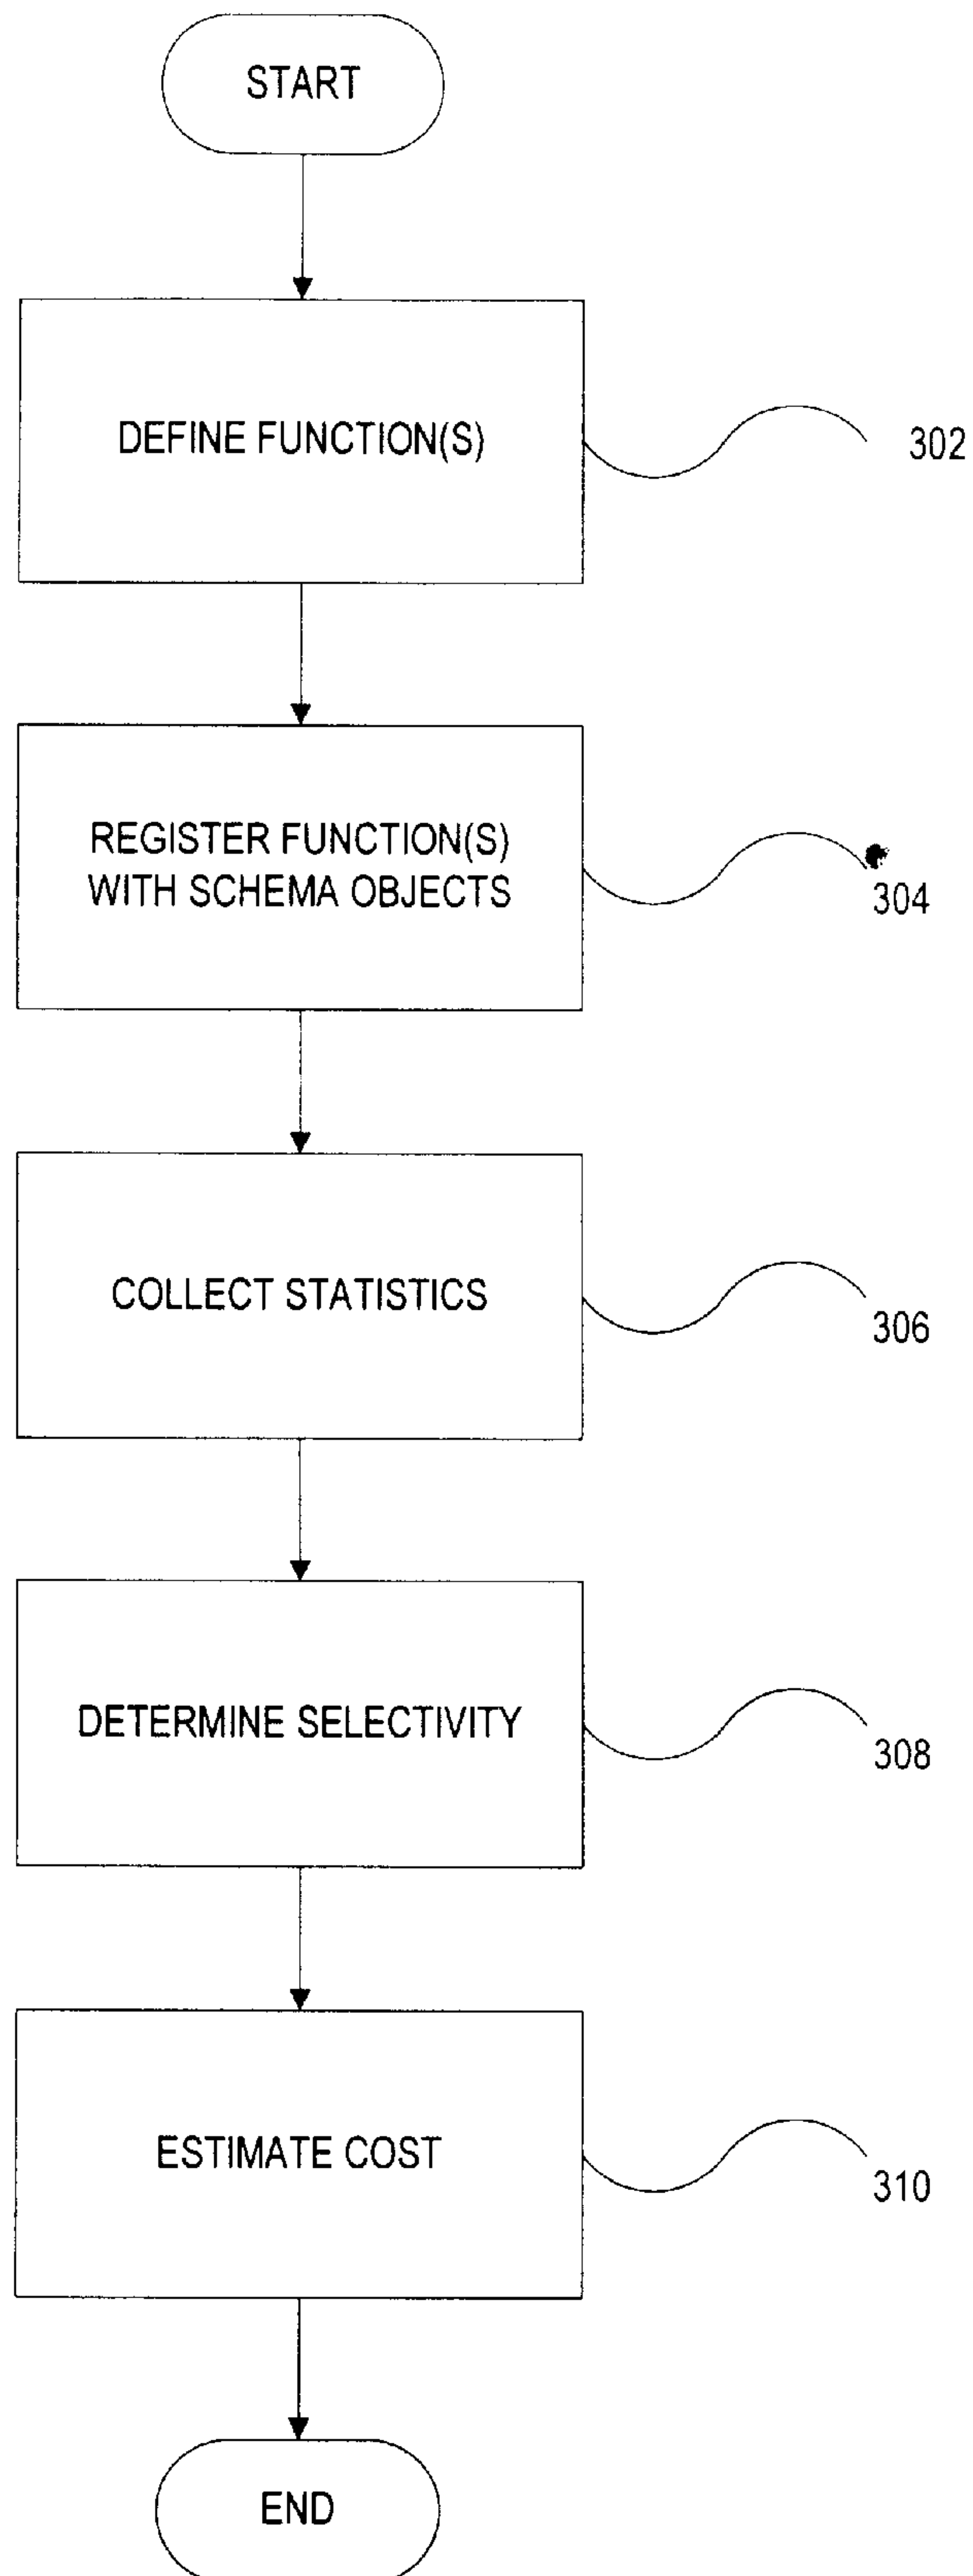 START
DEFINE FUNCTION(S)
302
REGISTER FUNCTION(S)
WITH SCHEMA OBJECTS
304
COLLECT STATISTICS
306
DETERMINE SELECTIVITY
308
ESTIMATE COST
310
END